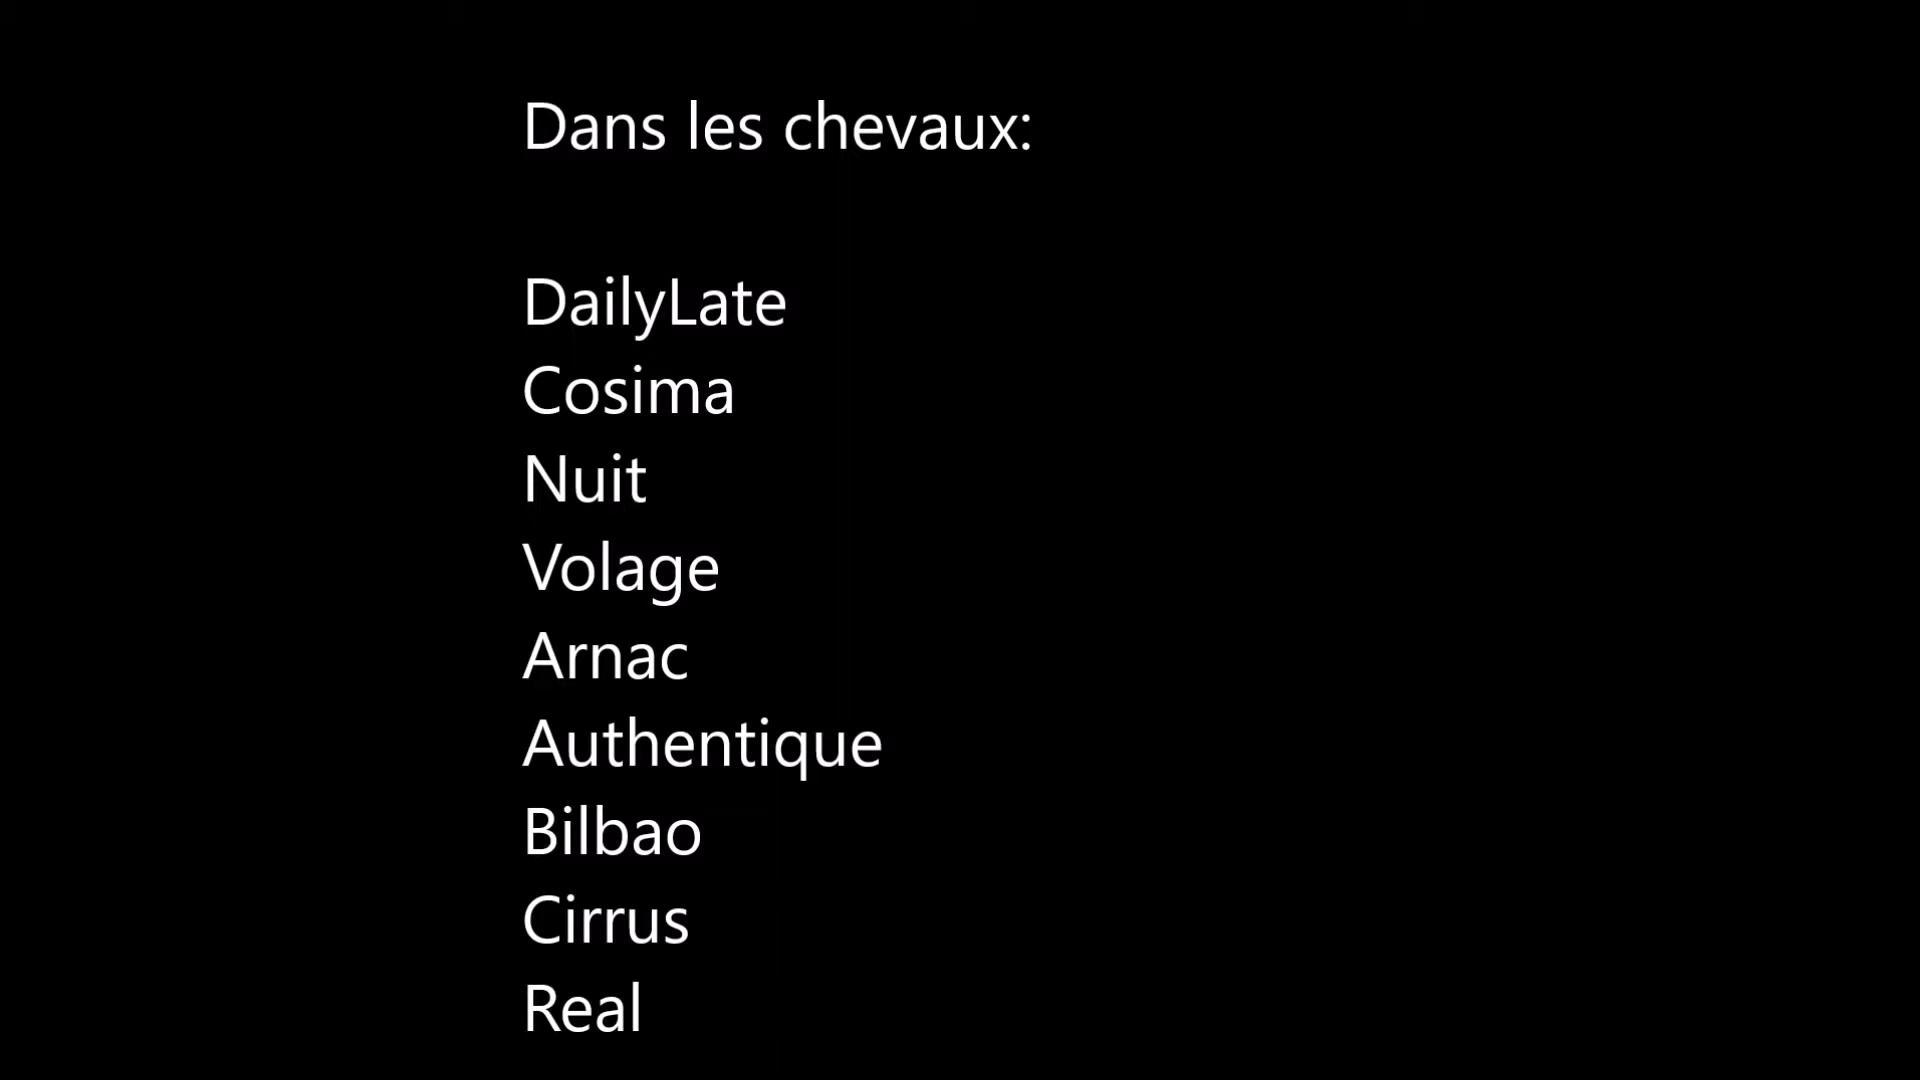 Dans les chevaux:
DailyLate
Cosima
Nuit
Volage
Arnac
Authentique
Bilbao
Cirrus
Real